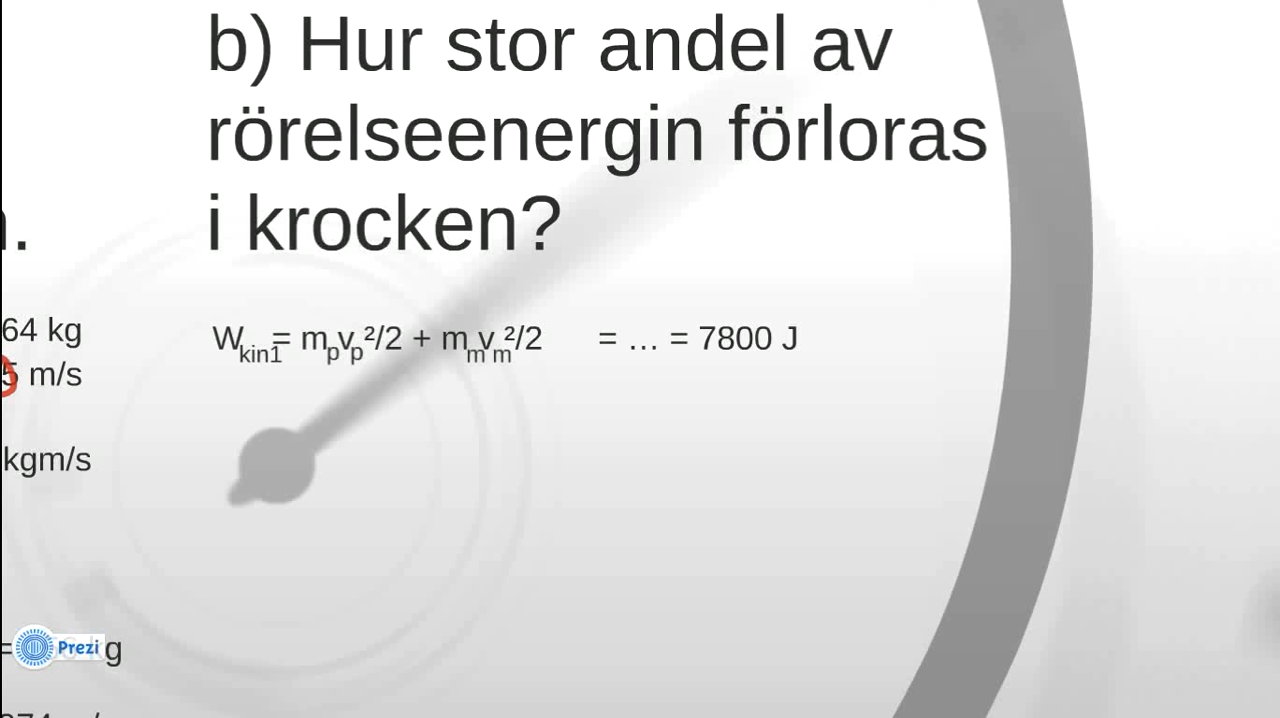 b) Hur stor andel av
rörelseenergin förloras
i krocken?
64 kg
5 m/s
kgm/s
W_kin1 = m_p v_p²/2 + m_m v_m²/2 = … = 7800 J
Prezi